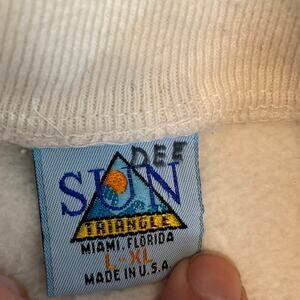 DEE
SUN
TRIANGLE
MIAMI, FLORIDA
L-XL
MADE IN U.S.A